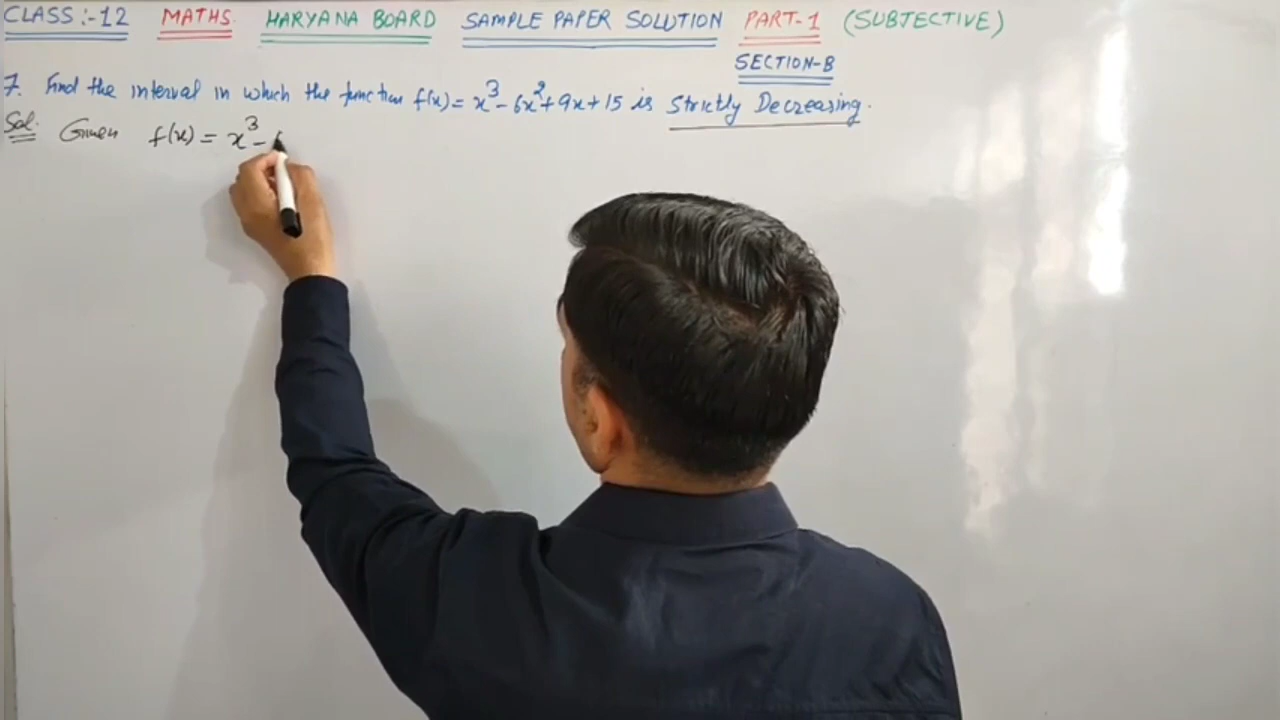 CLASS :- 12 MATHS. HARYANA BOARD SAMPLE PAPER SOLUTION PART-1 (SUBJECTIVE)
SECTION-B
7. Find the interval in which the function f(x) = x³ - 6x² + 9x + 15 is Strictly Decreasing.
Sol. Given f(x) = x³ -